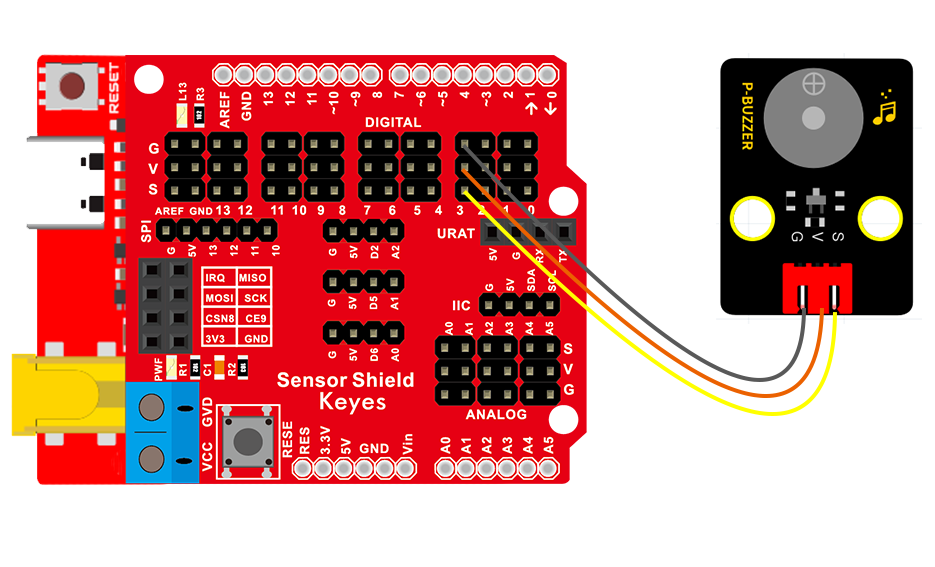 RESET
L13
R3
102
AREF
GND
13
12
~11
~10
~9
8
7
~6
~5
4
~3
2
1
0
DIGITAL
G
V
S
AREF GND 13 12 11 10 9 8 7 6 5 4 3 2 1 0
SPI
G 5V 13 12 11 10
G 5V D2 A2
URAT
5V G RX TX
IRQ MISO
MOSI SCK
CSN8 CE9
3V3 GND
G 5V D5 A1
G 5V SDA SCL
IIC
G 5V D6 A0
A0 A1 A2 A3 A4 A5
S
V
G
ANALOG
PWF
R1
C1
R2
Sensor Shield
Keyes
GVD
VCC
RESE
RES
3.3V
5V
GND
Vin
A0
A1
A2
A3
A4
A5
P-BUZZER
G V S